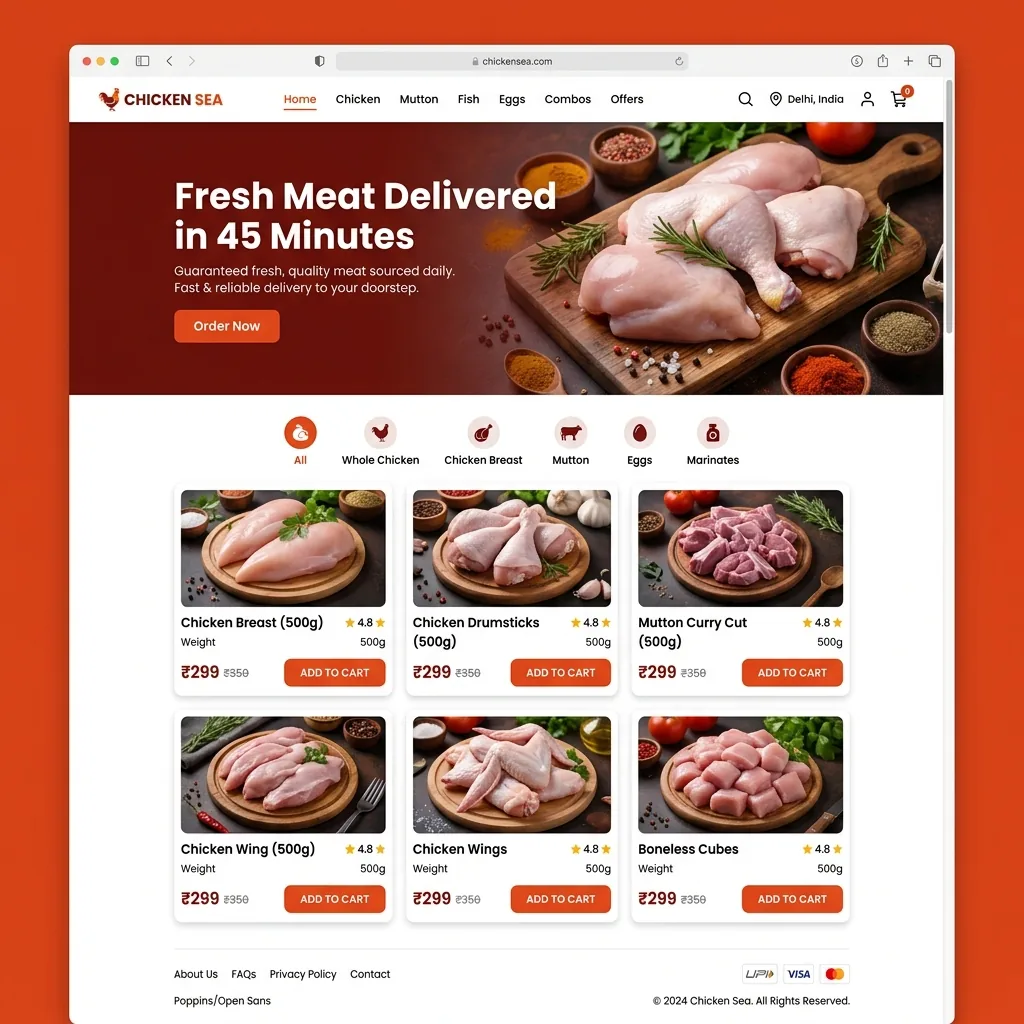 chickensea.com
CHICKEN SEA
Home Chicken Mutton Fish Eggs Combos Offers
Delhi, India
0
Fresh Meat Delivered
in 45 Minutes
Guaranteed fresh, quality meat sourced daily.
Fast & reliable delivery to your doorstep.
Order Now
All Whole Chicken Chicken Breast Mutton Eggs Marinates
Chicken Breast (500g) 4.8
Weight 500g
₹299 ₹350 ADD TO CART
Chicken Drumsticks
(500g) 4.8
Weight 500g
₹299 ₹350 ADD TO CART
Mutton Curry Cut
(500g) 4.8
500g
₹299 ₹350 ADD TO CART
Chicken Wing (500g) 4.8
Weight 500g
₹299 ₹350 ADD TO CART
Chicken Wings 4.8
Weight 500g
₹299 ₹350 ADD TO CART
Boneless Cubes 4.8
Weight 500g
₹299 ₹350 ADD TO CART
About Us FAQs Privacy Policy Contact
UPI VISA
Poppins/Open Sans
© 2024 Chicken Sea. All Rights Reserved.